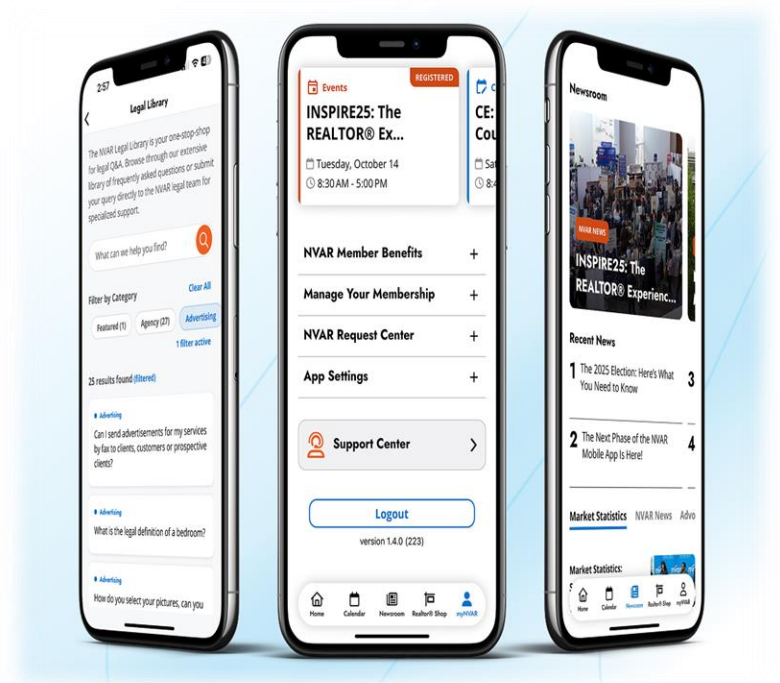 2:57
Legal Library
The NVAR Legal Library is your one-stop-shop
for legal Q&A. Browse through our extensive
library of frequently asked questions or submit
your query directly to the NVAR legal team for
specialized support.
What can we help you find?
Filter by Category
Clear All
Featured (1)
Agency (27)
Advertising
1 filter active
25 results found (filtered)
Advertising
Can I send advertisements for my services
by fax to clients, customers or prospective
clients?
Advertising
What is the legal definition of a bedroom?
Advertising
How do you select your pictures, can you
Events
REGISTERED
INSPIRE25: The
REALTOR® Ex...
Tuesday, October 14
8:30 AM - 5:00 PM
CE:
Cou
Sat
8:4
NVAR Member Benefits +
Manage Your Membership +
NVAR Request Center +
App Settings +
Support Center
Logout
version 1.4.0 (223)
Home Calendar Newsroom Realtor® Shop myNVAR
Newsroom
NVAR NEWS
INSPIRE25: The
REALTOR® Experienc...
Recent News
1 The 2025 Election: Here's What
You Need to Know
3
2 The Next Phase of the NVAR
Mobile App Is Here!
4
Market Statistics NVAR News Advo
Market Statistics:
Home Calendar Newsroom Realtor® Shop myNVAR